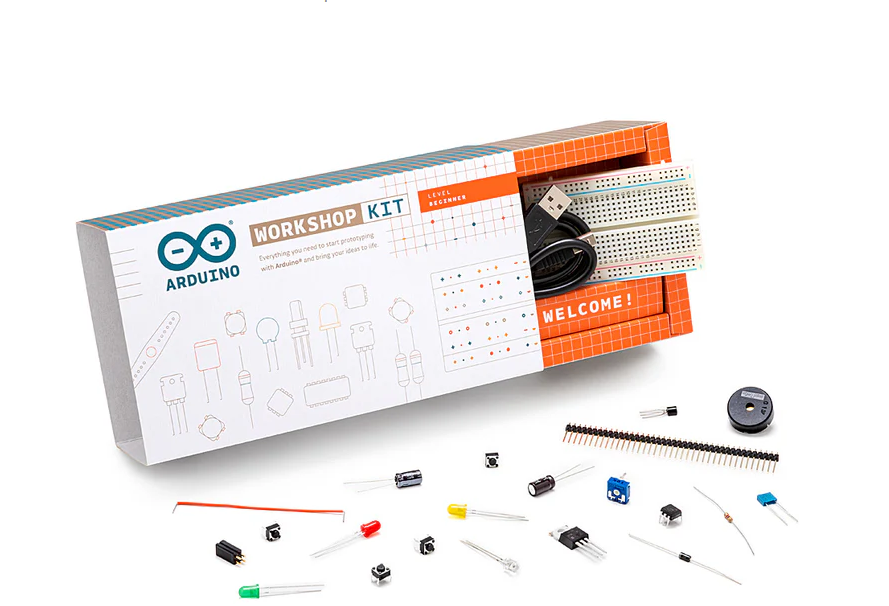 ARDUINO
WORKSHOP KIT
Everything you need to start prototyping
with Arduino® and bring your ideas to life.
LEVEL
BEGINNER
WELCOME!